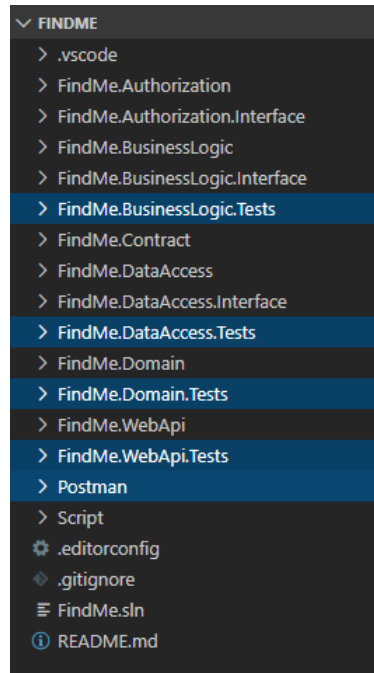 FINDME
.vscode
FindMe.Authorization
FindMe.Authorization.Interface
FindMe.BusinessLogic
FindMe.BusinessLogic.Interface
FindMe.BusinessLogic.Tests
FindMe.Contract
FindMe.DataAccess
FindMe.DataAccess.Interface
FindMe.DataAccess.Tests
FindMe.Domain
FindMe.Domain.Tests
FindMe.WebApi
FindMe.WebApi.Tests
Postman
Script
.editorconfig
.gitignore
FindMe.sln
README.md